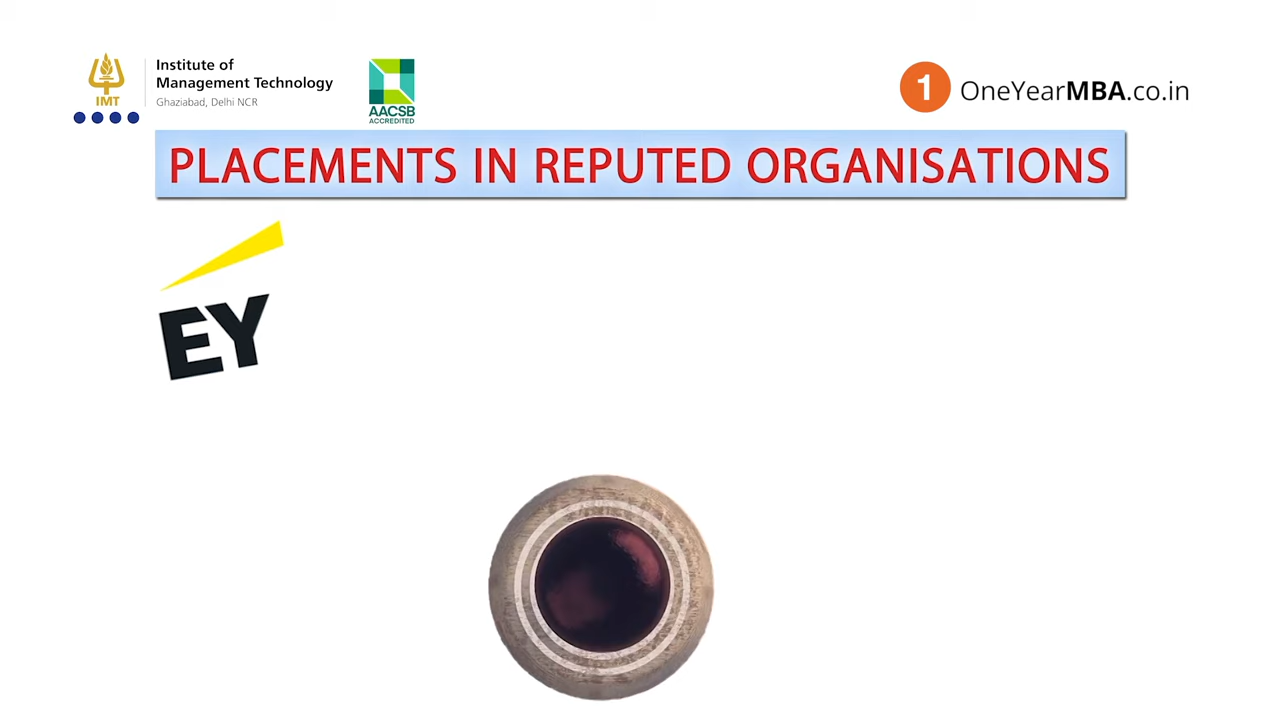 Institute of
Management Technology
Ghaziabad, Delhi NCR
IMT
AACSB
ACCREDITED
1 OneYearMBA.co.in
PLACEMENTS IN REPUTED ORGANISATIONS
EY